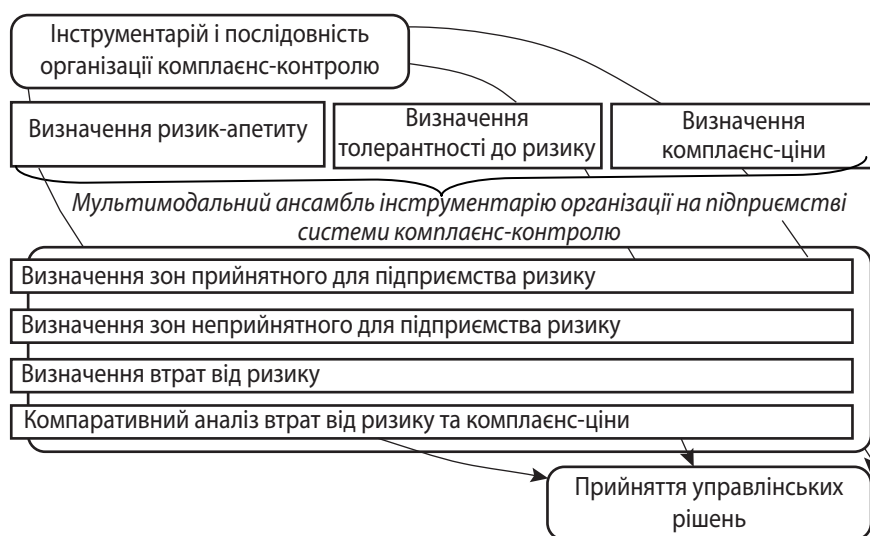 Інструментарій і послідовність
організації комплаєнс-контролю
Визначення ризик-апетиту
Визначення
толерантності до ризику
Визначення
комплаєнс-ціни
Мультимодальний ансамбль інструментарію організації на підприємстві
системи комплаєнс-контролю
Визначення зон прийнятного для підприємства ризику
Визначення зон неприйнятного для підприємства ризику
Визначення втрат від ризику
Компаративний аналіз втрат від ризику та комплаєнс-ціни
Прийняття управлінських
рішень